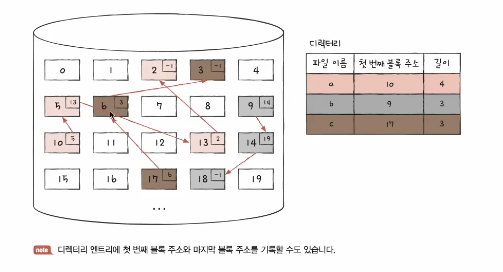 디렉터리
파일 이름 첫 번째 블록 주소 길이
a 10 4
b 9 3
c 17 3
0 1 2 -1 3 -1 4
5 13 6 3 7 8 9 14
10 5 11 12 13 2 14 19
15 16 17 6 18 -1 19
...
note 디렉터리 엔트리에 첫 번째 블록 주소와 마지막 블록 주소를 기록할 수도 있습니다.